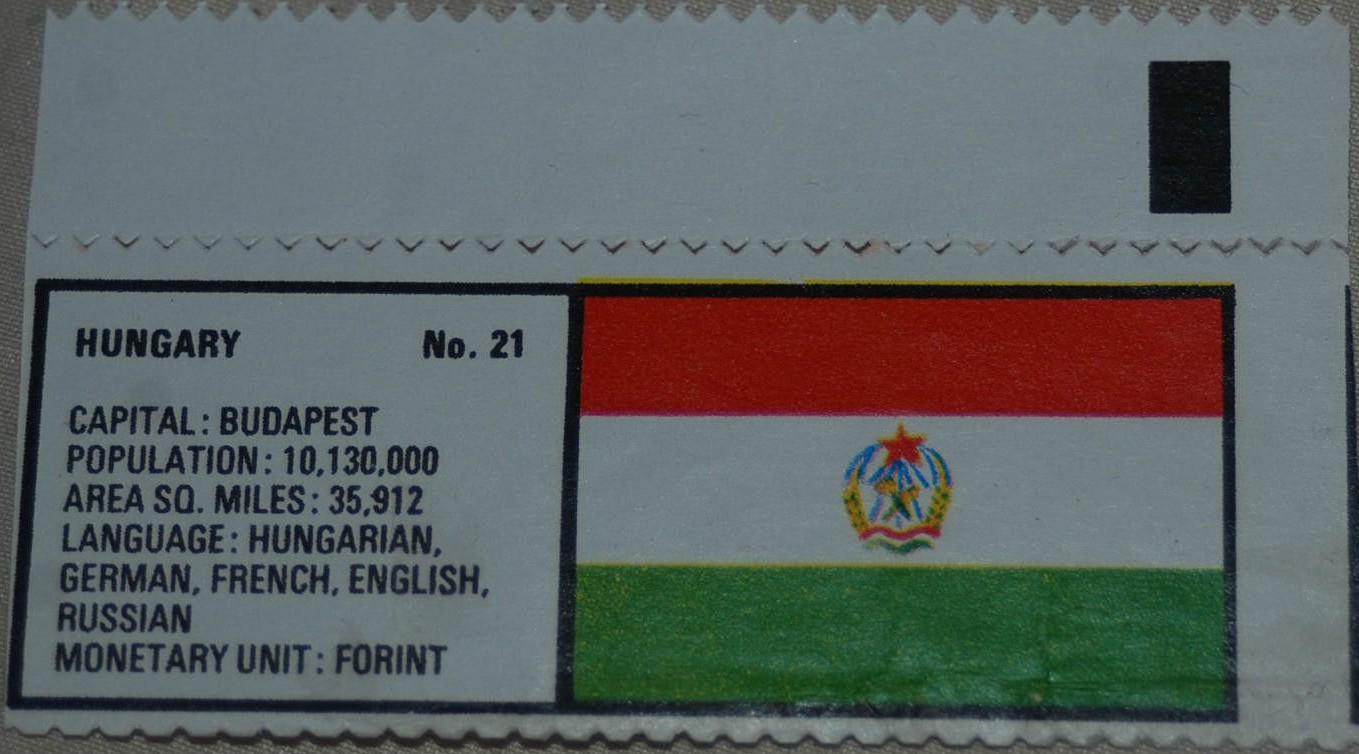 HUNGARY No. 21
CAPITAL: BUDAPEST
POPULATION: 10,130,000
AREA SQ. MILES: 35,912
LANGUAGE: HUNGARIAN,
GERMAN, FRENCH, ENGLISH,
RUSSIAN
MONETARY UNIT: FORINT